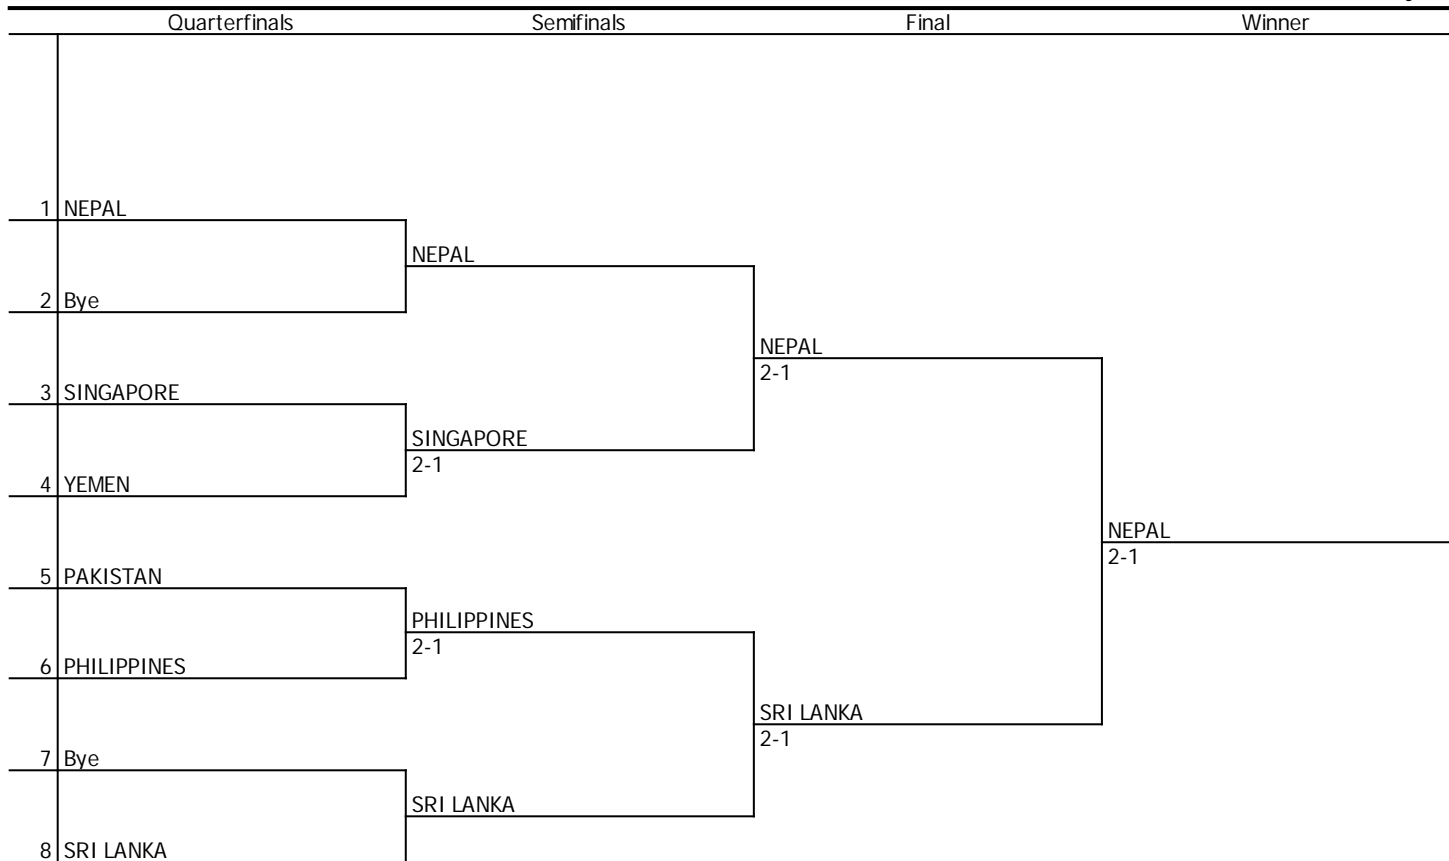 Quarterfinals Semifinals Final Winner
1 NEPAL
NEPAL
2 Bye
NEPAL
2-1
3 SINGAPORE
SINGAPORE
2-1
4 YEMEN
NEPAL
2-1
5 PAKISTAN
PHILIPPINES
2-1
6 PHILIPPINES
SRI LANKA
2-1
7 Bye
SRI LANKA
8 SRI LANKA